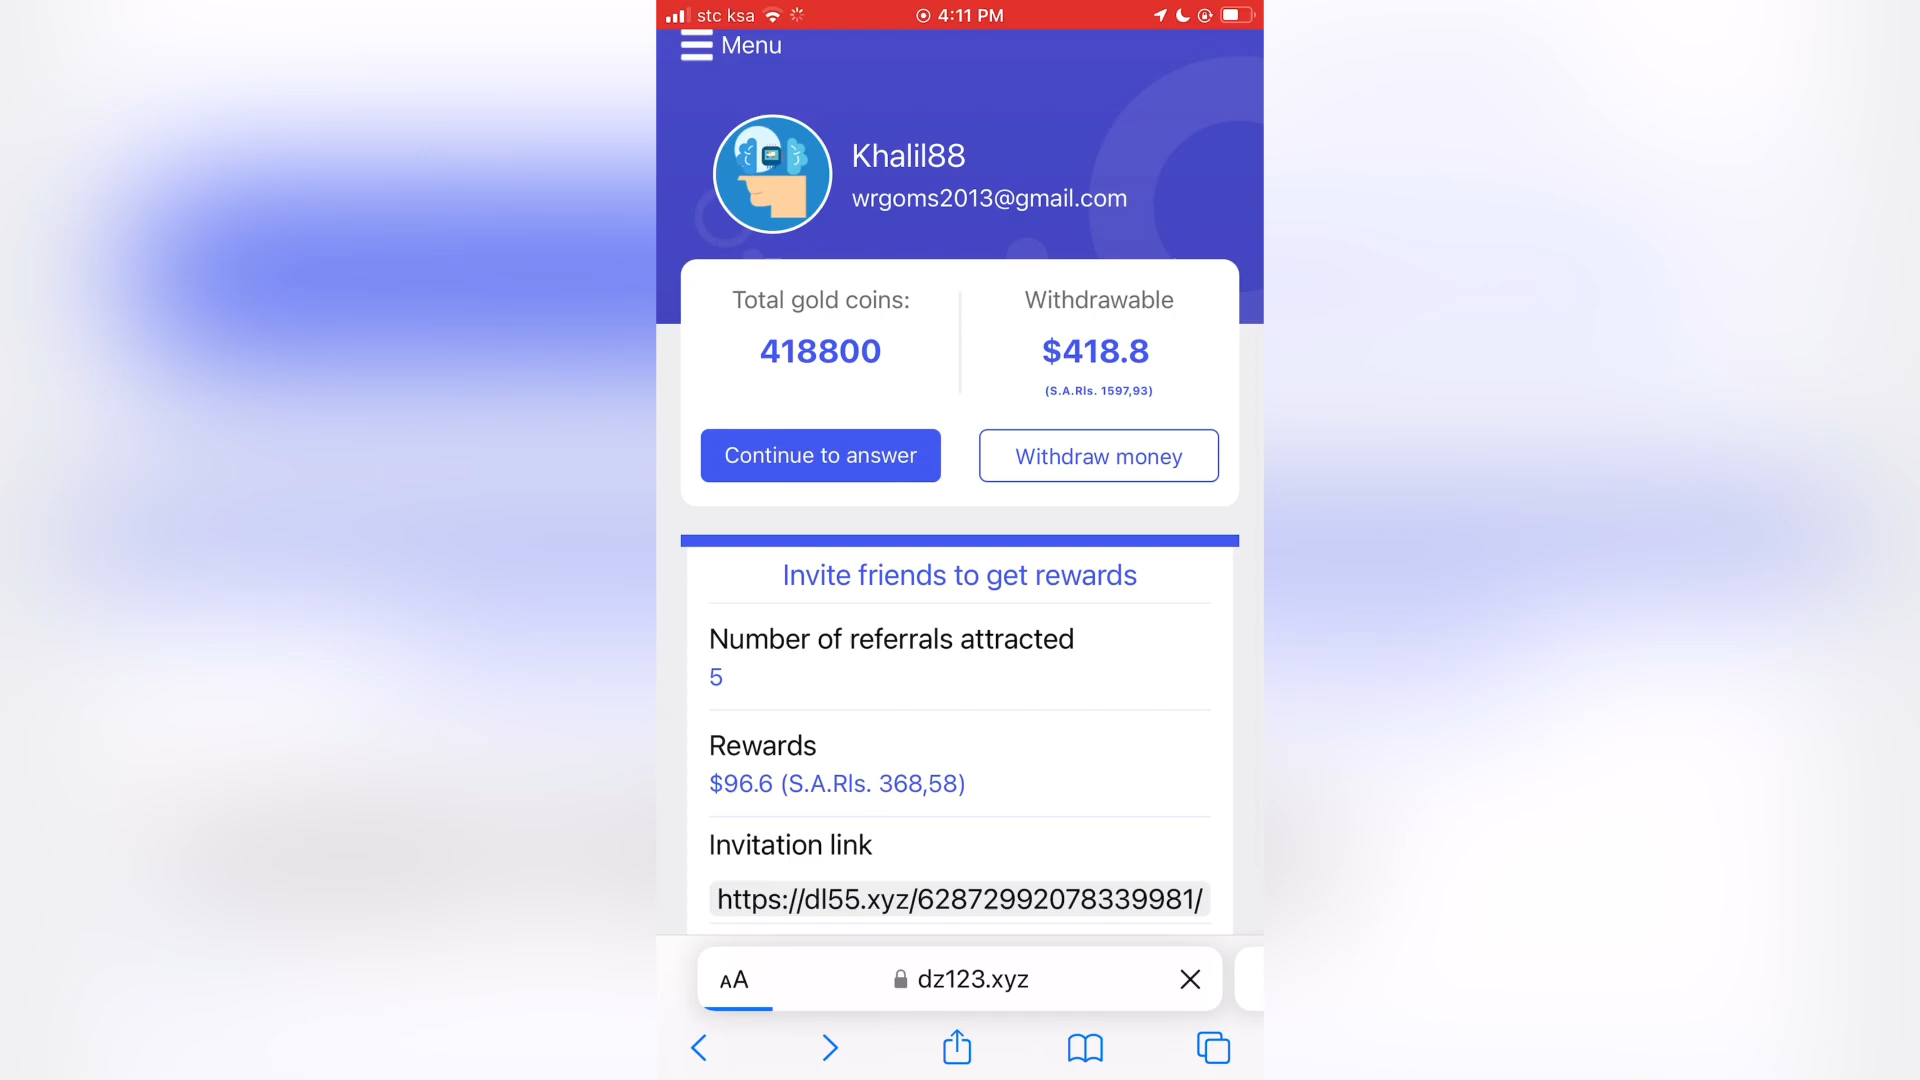 stc ksa 4:11 PM
Menu
Khalil88
wrgoms2013@gmail.com
Total gold coins:
418800
Withdrawable
$418.8
(S.A.Rls. 1597,93)
Continue to answer
Withdraw money
Invite friends to get rewards
Number of referrals attracted
5
Rewards
$96.6 (S.A.Rls. 368,58)
Invitation link
https://dl55.xyz/62872992078339981/
AA dz123.xyz